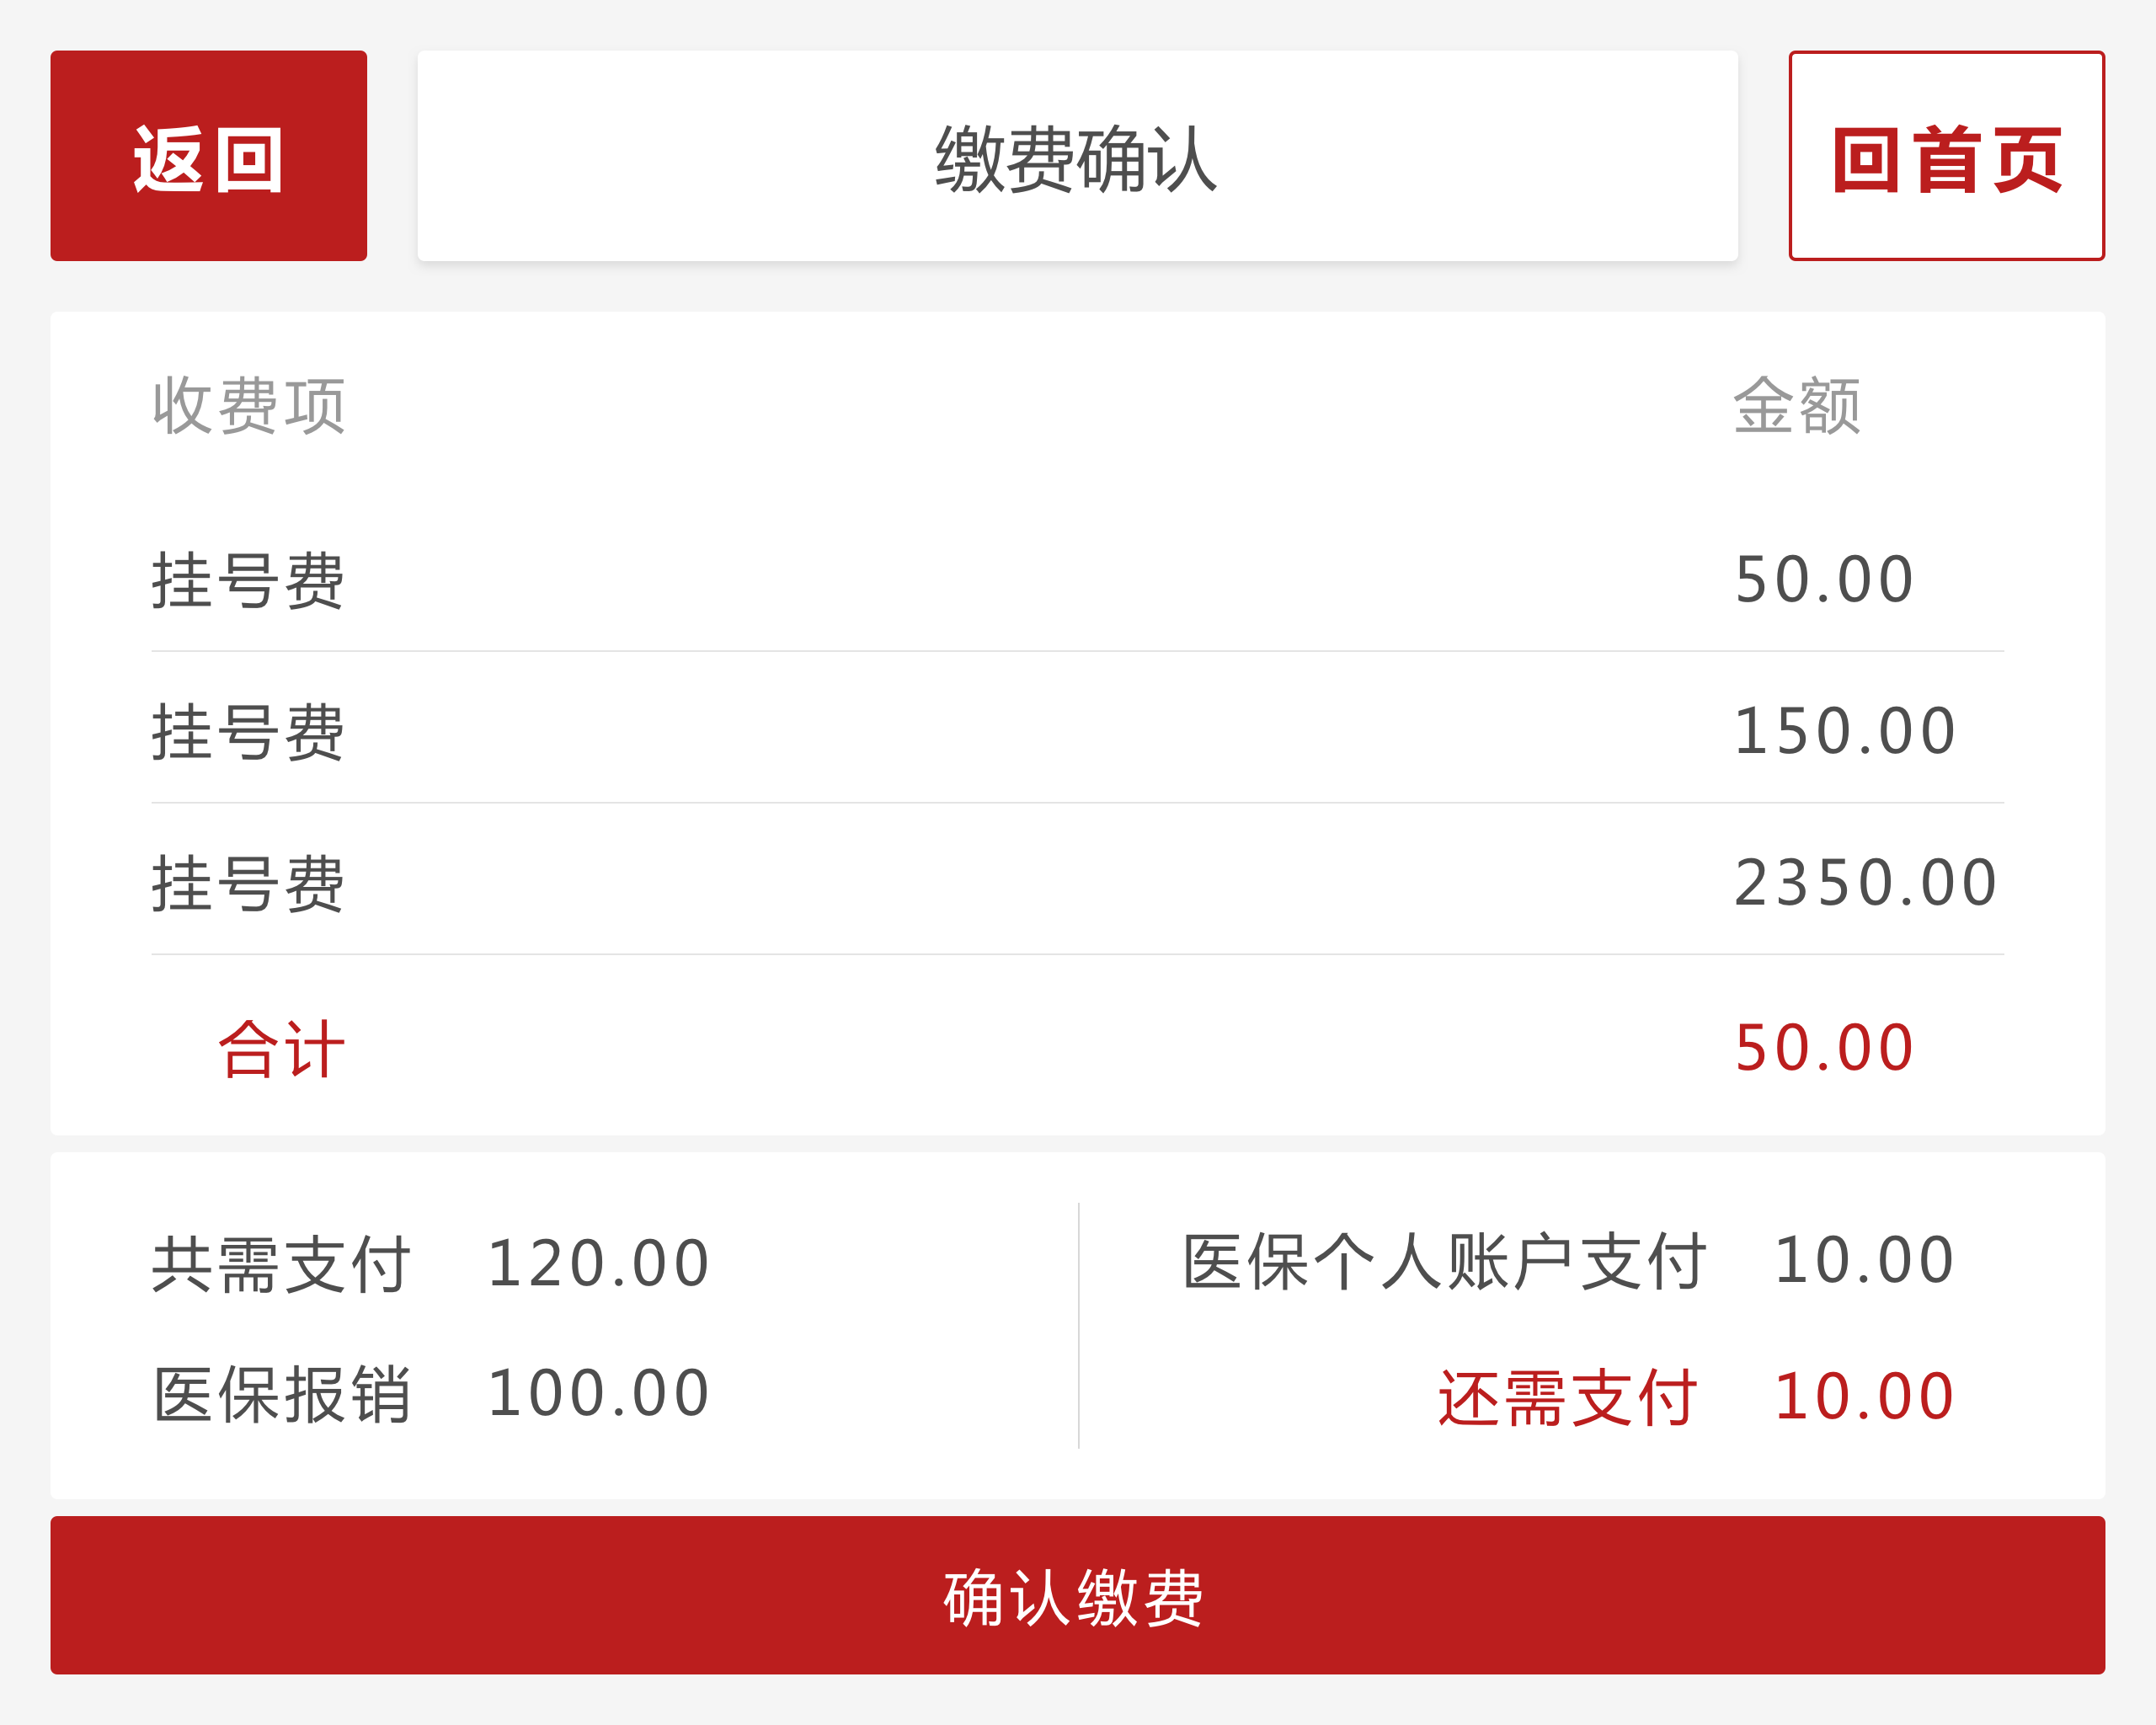 返回
缴费确认
回首页
收费项 金额
挂号费 50.00
挂号费 150.00
挂号费 2350.00
合计 50.00
共需支付 120.00
医保报销 100.00
医保个人账户支付 10.00
还需支付 10.00
确认缴费